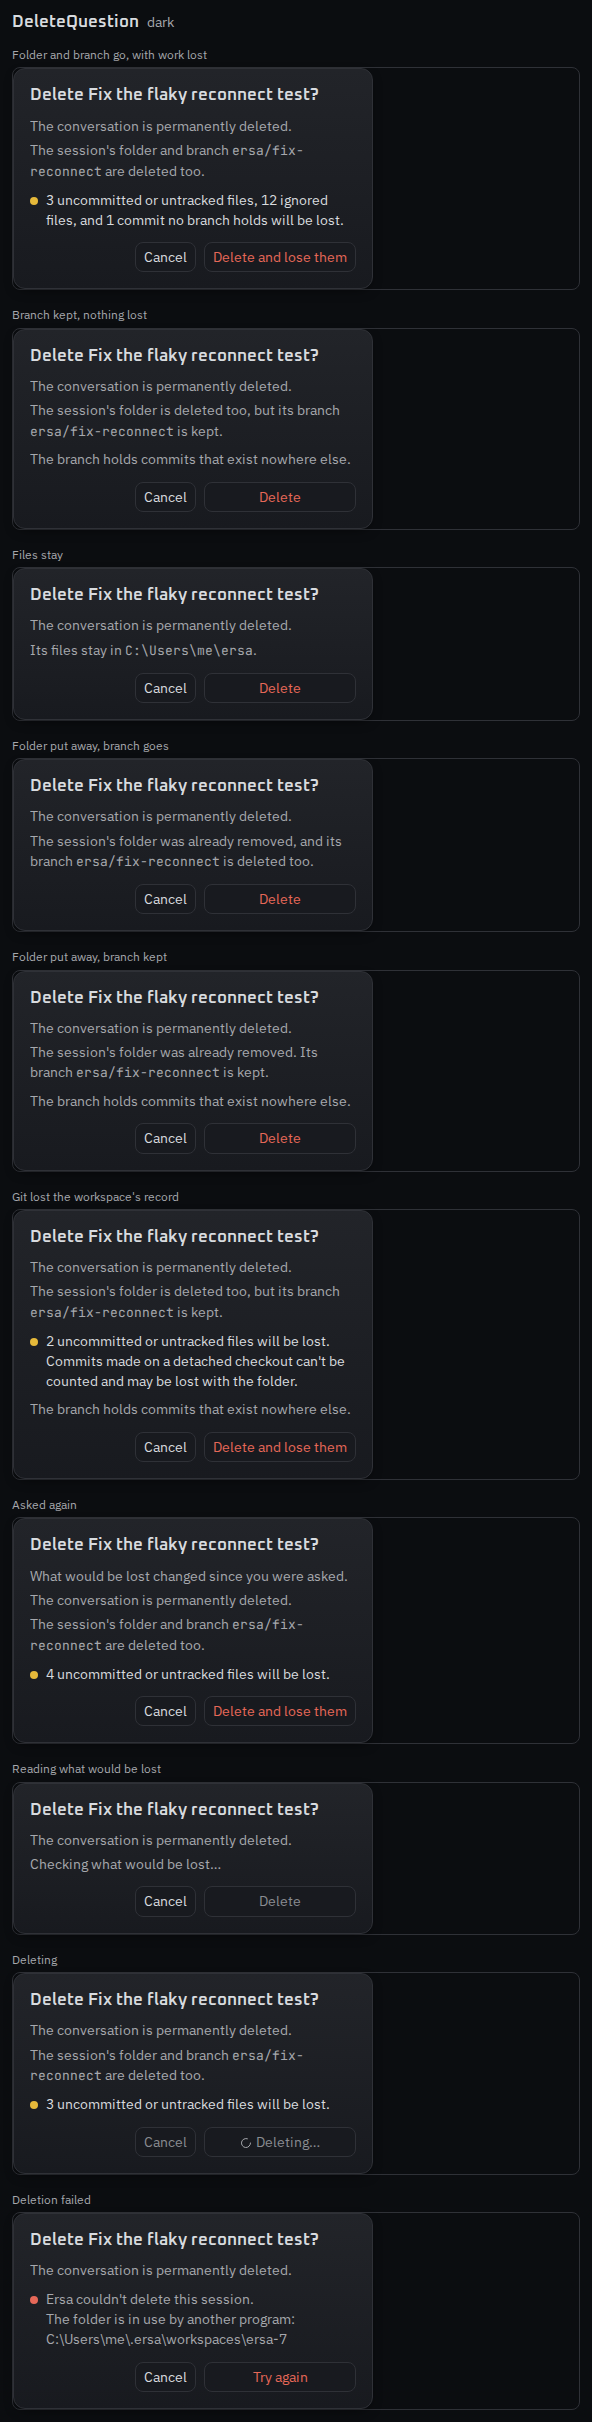 DeleteQuestion dark
Folder and branch go, with work lost
Delete Fix the flaky reconnect test?
The conversation is permanently deleted.
The session's folder and branch ersa/fix-
reconnect are deleted too.
3 uncommitted or untracked files, 12 ignored
files, and 1 commit no branch holds will be lost.
Cancel Delete and lose them
Branch kept, nothing lost
Delete Fix the flaky reconnect test?
The conversation is permanently deleted.
The session's folder is deleted too, but its branch
ersa/fix-reconnect is kept.
The branch holds commits that exist nowhere else.
Cancel Delete
Files stay
Delete Fix the flaky reconnect test?
The conversation is permanently deleted.
Its files stay in C:\Users\me\ersa.
Cancel Delete
Folder put away, branch goes
Delete Fix the flaky reconnect test?
The conversation is permanently deleted.
The session's folder was already removed, and its
branch ersa/fix-reconnect is deleted too.
Cancel Delete
Folder put away, branch kept
Delete Fix the flaky reconnect test?
The conversation is permanently deleted.
The session's folder was already removed. Its
branch ersa/fix-reconnect is kept.
The branch holds commits that exist nowhere else.
Cancel Delete
Git lost the workspace's record
Delete Fix the flaky reconnect test?
The conversation is permanently deleted.
The session's folder is deleted too, but its branch
ersa/fix-reconnect is kept.
2 uncommitted or untracked files will be lost.
Commits made on a detached checkout can't be
counted and may be lost with the folder.
The branch holds commits that exist nowhere else.
Cancel Delete and lose them
Asked again
Delete Fix the flaky reconnect test?
What would be lost changed since you were asked.
The conversation is permanently deleted.
The session's folder and branch ersa/fix-
reconnect are deleted too.
4 uncommitted or untracked files will be lost.
Cancel Delete and lose them
Reading what would be lost
Delete Fix the flaky reconnect test?
The conversation is permanently deleted.
Checking what would be lost…
Cancel Delete
Deleting
Delete Fix the flaky reconnect test?
The conversation is permanently deleted.
The session's folder and branch ersa/fix-
reconnect are deleted too.
3 uncommitted or untracked files will be lost.
Cancel Deleting…
Deletion failed
Delete Fix the flaky reconnect test?
The conversation is permanently deleted.
Ersa couldn't delete this session.
The folder is in use by another program:
C:\Users\me\.ersa\workspaces\ersa-7
Cancel Try again